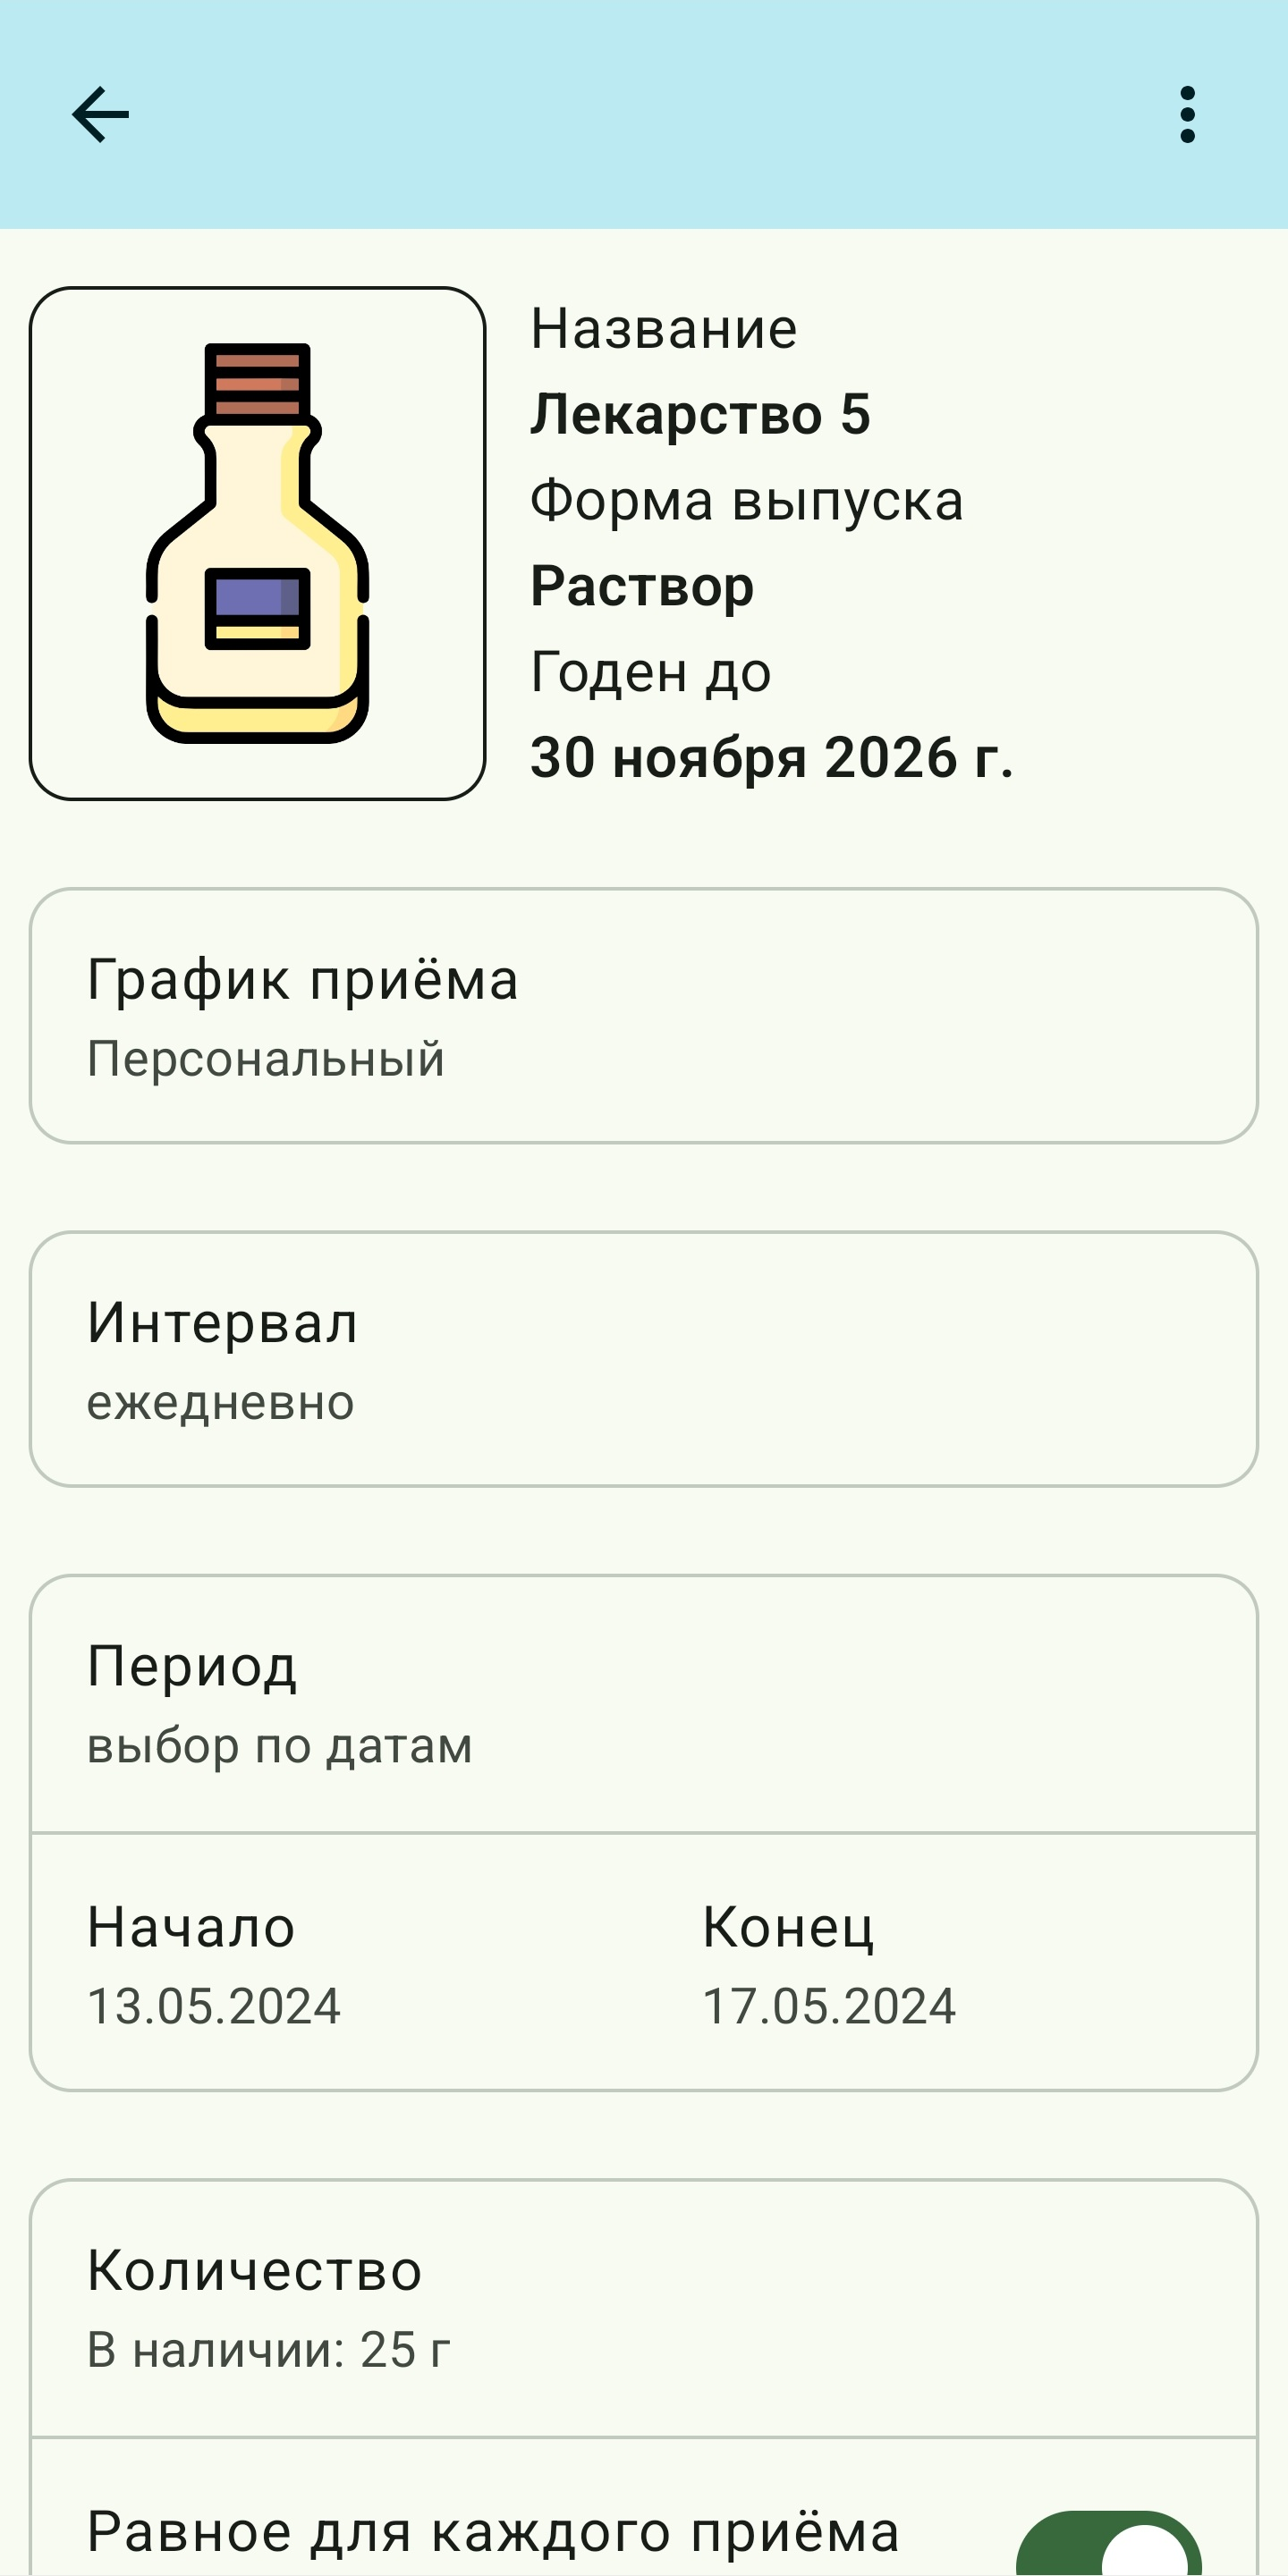 Название
Лекарство 5
Форма выпуска
Раствор
Годен до
30 ноября 2026 г.
График приёма
Персональный
Интервал
ежедневно
Период
выбор по датам
Начало
Конец
13.05.2024
17.05.2024
Количество
В наличии: 25 г
Равное для каждого приёма